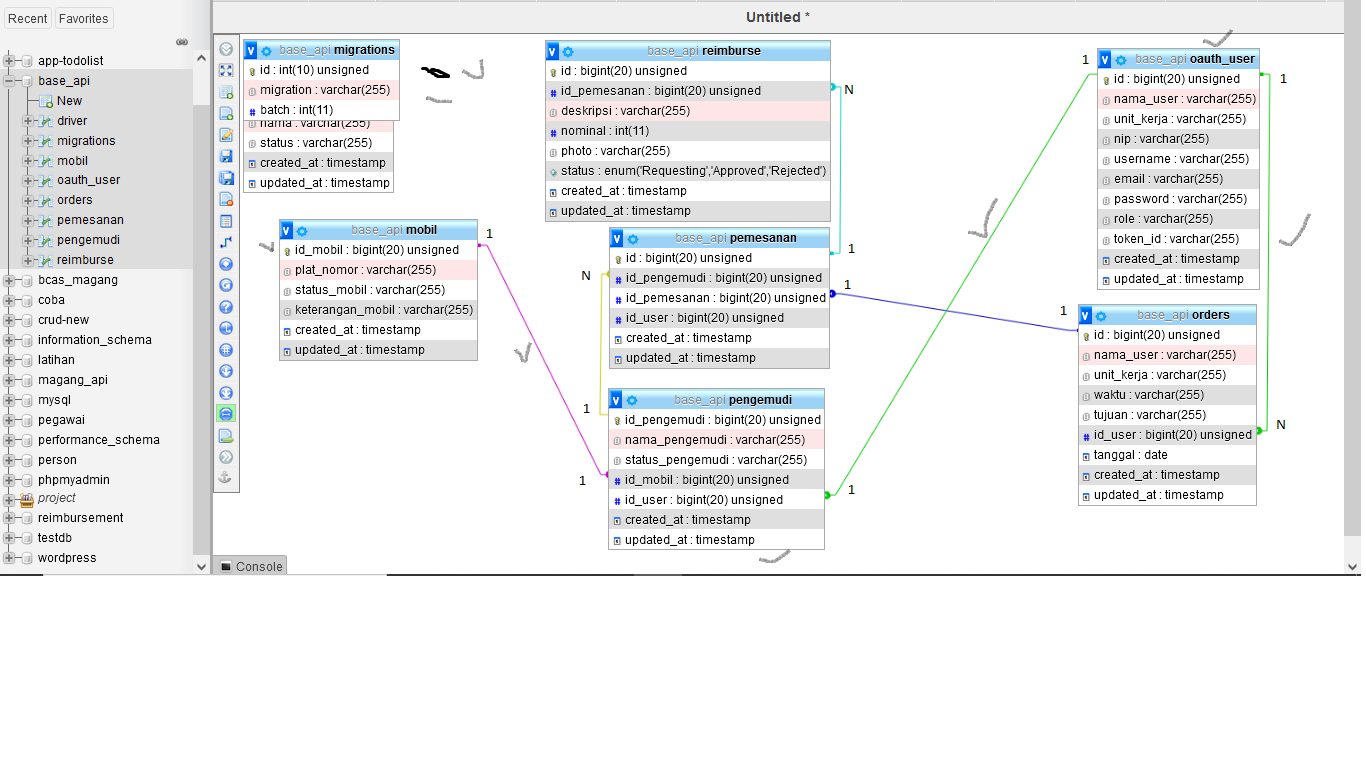 Recent Favorites
app-todolist
base_api
New
driver
migrations
mobil
oauth_user
orders
pemesanan
pengemudi
reimburse
bcas_magang
coba
crud-new
information_schema
latihan
magang_api
mysql
pegawai
performance_schema
person
phpmyadmin
project
reimbursement
testdb
wordpress
Untitled *
V base_api migrations
id : int(10) unsigned
migration : varchar(255)
# batch : int(11)
nama : varchar(255)
status : varchar(255)
created_at : timestamp
updated_at : timestamp
V base_api reimburse
id : bigint(20) unsigned
# id_pemesanan : bigint(20) unsigned
deskripsi : varchar(255)
# nominal : int(11)
photo : varchar(255)
status : enum('Requesting','Approved','Rejected')
created_at : timestamp
updated_at : timestamp
N
1
V base_api oauth_user
id : bigint(20) unsigned
nama_user : varchar(255)
unit_kerja : varchar(255)
nip : varchar(255)
username : varchar(255)
email : varchar(255)
password : varchar(255)
role : varchar(255)
token_id : varchar(255)
created_at : timestamp
updated_at : timestamp
1
1
V base_api mobil
id_mobil : bigint(20) unsigned
plat_nomor : varchar(255)
status_mobil : varchar(255)
keterangan_mobil : varchar(255)
created_at : timestamp
updated_at : timestamp
1
V base_api pemesanan
id : bigint(20) unsigned
# id_pengemudi : bigint(20) unsigned
# id_pemesanan : bigint(20) unsigned
# id_user : bigint(20) unsigned
created_at : timestamp
updated_at : timestamp
N
1
1
V base_api orders
id : bigint(20) unsigned
nama_user : varchar(255)
unit_kerja : varchar(255)
waktu : varchar(255)
tujuan : varchar(255)
# id_user : bigint(20) unsigned
tanggal : date
created_at : timestamp
updated_at : timestamp
N
V base_api pengemudi
id_pengemudi : bigint(20) unsigned
nama_pengemudi : varchar(255)
status_pengemudi : varchar(255)
# id_mobil : bigint(20) unsigned
# id_user : bigint(20) unsigned
created_at : timestamp
updated_at : timestamp
1
1
1
Console